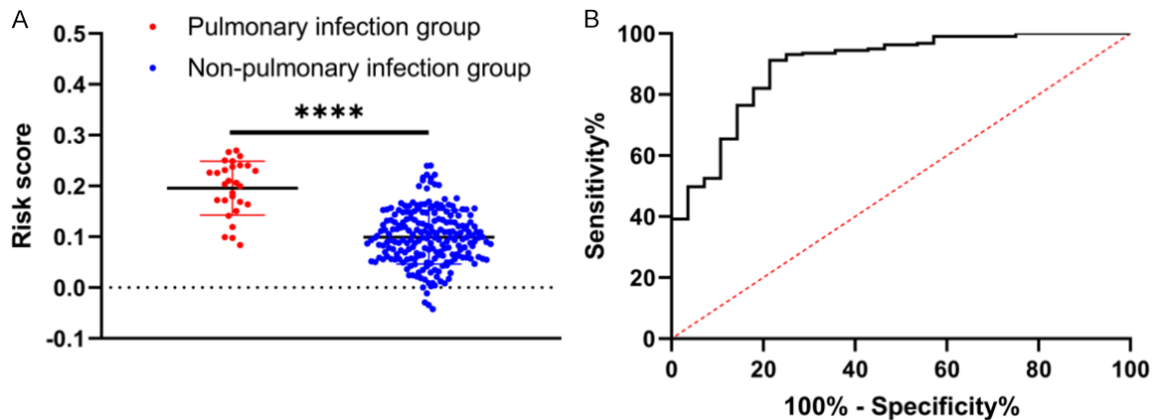 A
Pulmonary infection group
Non-pulmonary infection group
****
Risk score
0.5
0.4
0.3
0.2
0.1
0.0
-0.1
B
Sensitivity%
100
80
60
40
20
0
0 20 40 60 80 100
100% - Specificity%